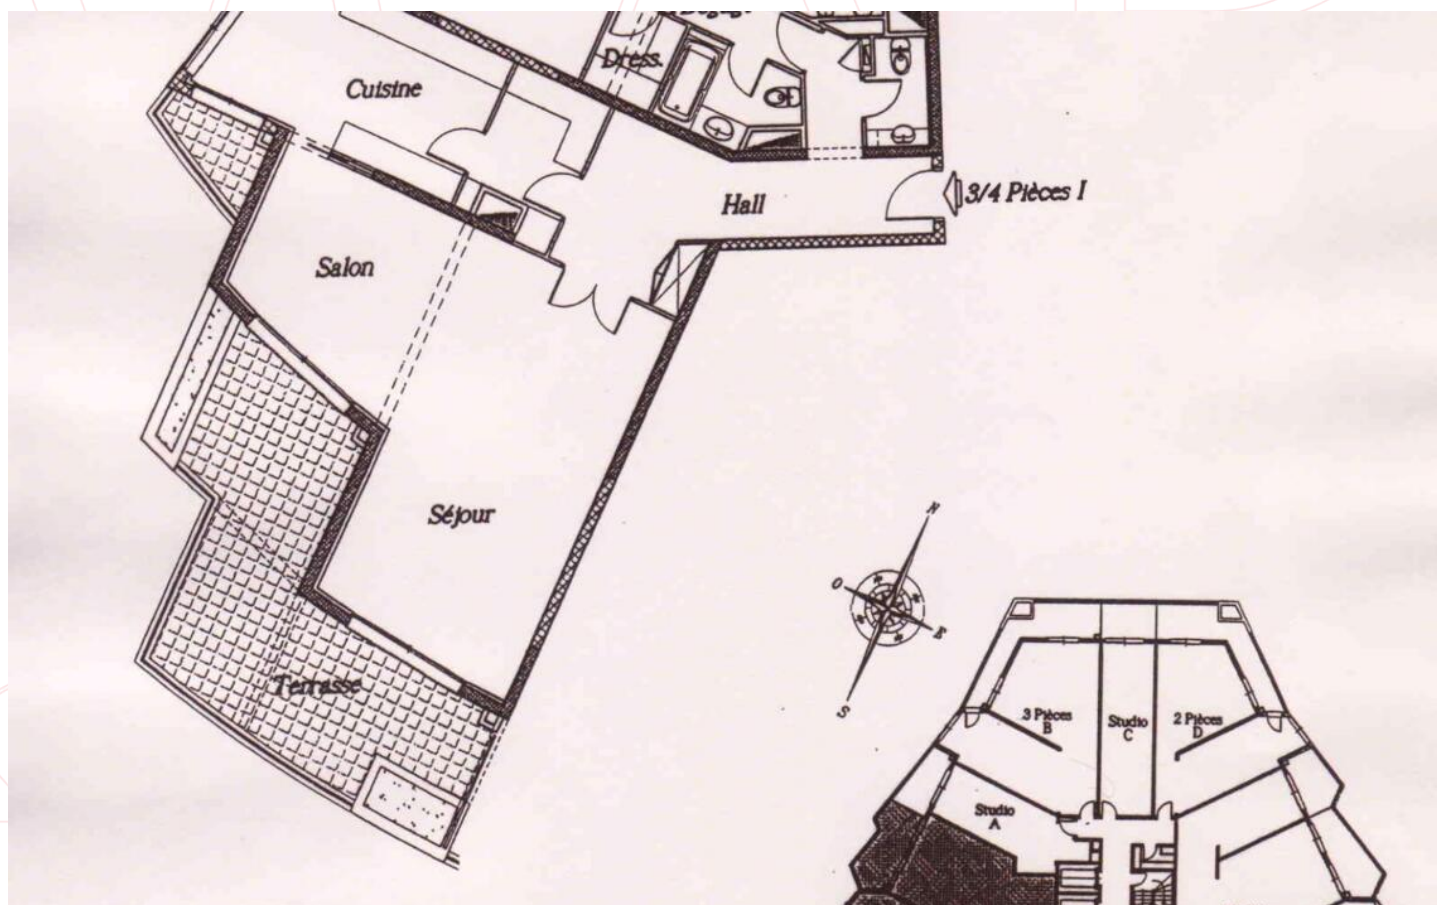 Dress.
Cuisine
Hall
3/4 Pièces I
Salon
Séjour
Terrasse
N
O
E
S
3 Pièces
B
Studio
C
2 Pièces
D
Studio
A